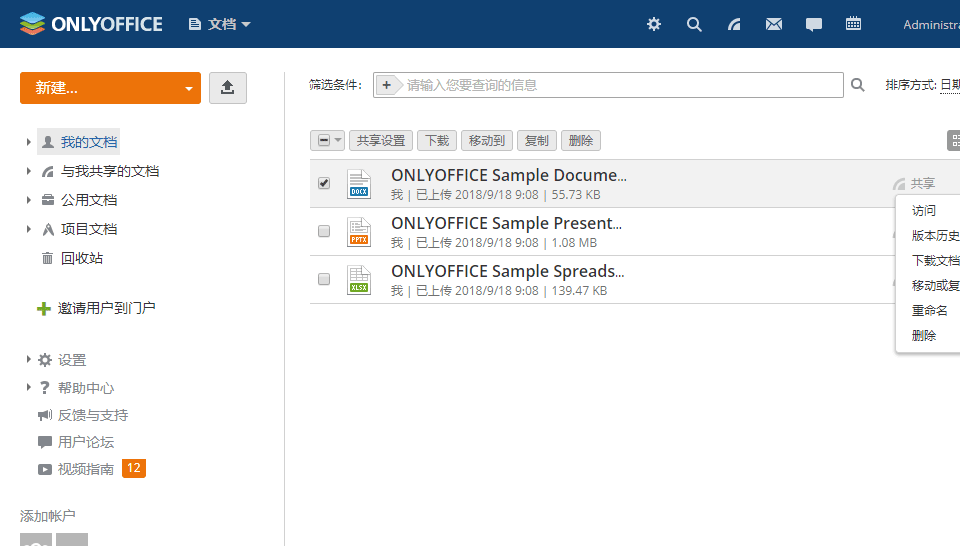 ONLYOFFICE 文档 Administra
新建...
筛选条件： 请输入您要查询的信息 排序方式: 日期
我的文档
与我共享的文档
公用文档
项目文档
回收站
邀请用户到门户
设置
帮助中心
反馈与支持
用户论坛
视频指南 12
添加帐户
共享设置 下载 移动到 复制 删除
DOCX ONLYOFFICE Sample Docume... 共享
我 | 已上传 2018/9/18 9:08 | 55.73 KB
PPTX ONLYOFFICE Sample Present...
我 | 已上传 2018/9/18 9:08 | 1.08 MB
XLSX ONLYOFFICE Sample Spreads...
我 | 已上传 2018/9/18 9:08 | 139.47 KB
访问
版本历史
下载文档
移动或复
重命名
删除